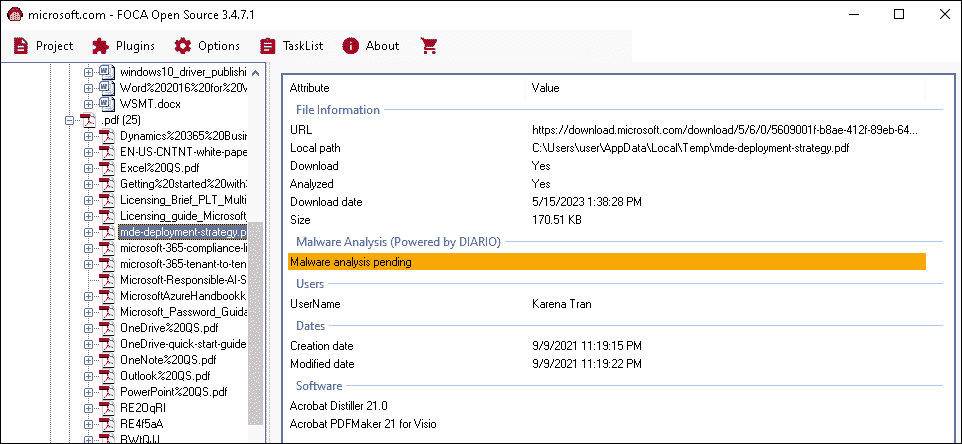 microsoft.com - FOCA Open Source 3.4.7.1
Project Plugins Options TaskList About
windows10_driver_publishi
Word%202016%20for%20V
WSMT.docx
.pdf (25)
Dynamics%20365%20Busin
EN-US-CNTNT-white-pape
Excel%20QS.pdf
Getting%20started%20with
Licensing_Brief_PLT_Multi
Licensing_guide_Microsoft
mde-deployment-strategy.p
microsoft-365-compliance-li
microsoft-365-tenant-to-ten
Microsoft-Responsible-AI-S
MicrosoftAzureHandbookk
Microsoft_Password_Guida
OneDrive%20QS.pdf
OneDrive-quick-start-guide
OneNote%20QS.pdf
Outlook%20QS.pdf
PowerPoint%20QS.pdf
RE2OqRI
RE4f5aA
RWtQJJ
Attribute Value
File Information
URL https://download.microsoft.com/download/5/6/0/5609001f-b8ae-412f-89eb-64...
Local path C:\Users\user\AppData\Local\Temp\mde-deployment-strategy.pdf
Download Yes
Analyzed Yes
Download date 5/15/2023 1:38:28 PM
Size 170.51 KB
Malware Analysis (Powered by DIARIO)
Malware analysis pending
Users
UserName Karena Tran
Dates
Creation date 9/9/2021 11:19:15 PM
Modified date 9/9/2021 11:19:22 PM
Software
Acrobat Distiller 21.0
Acrobat PDFMaker 21 for Visio